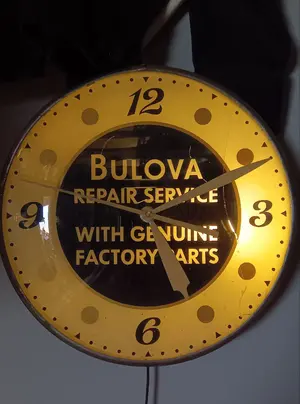 12
BULOVA
REPAIR SERVICE
9
3
WITH GENUINE
FACTORY PARTS
6